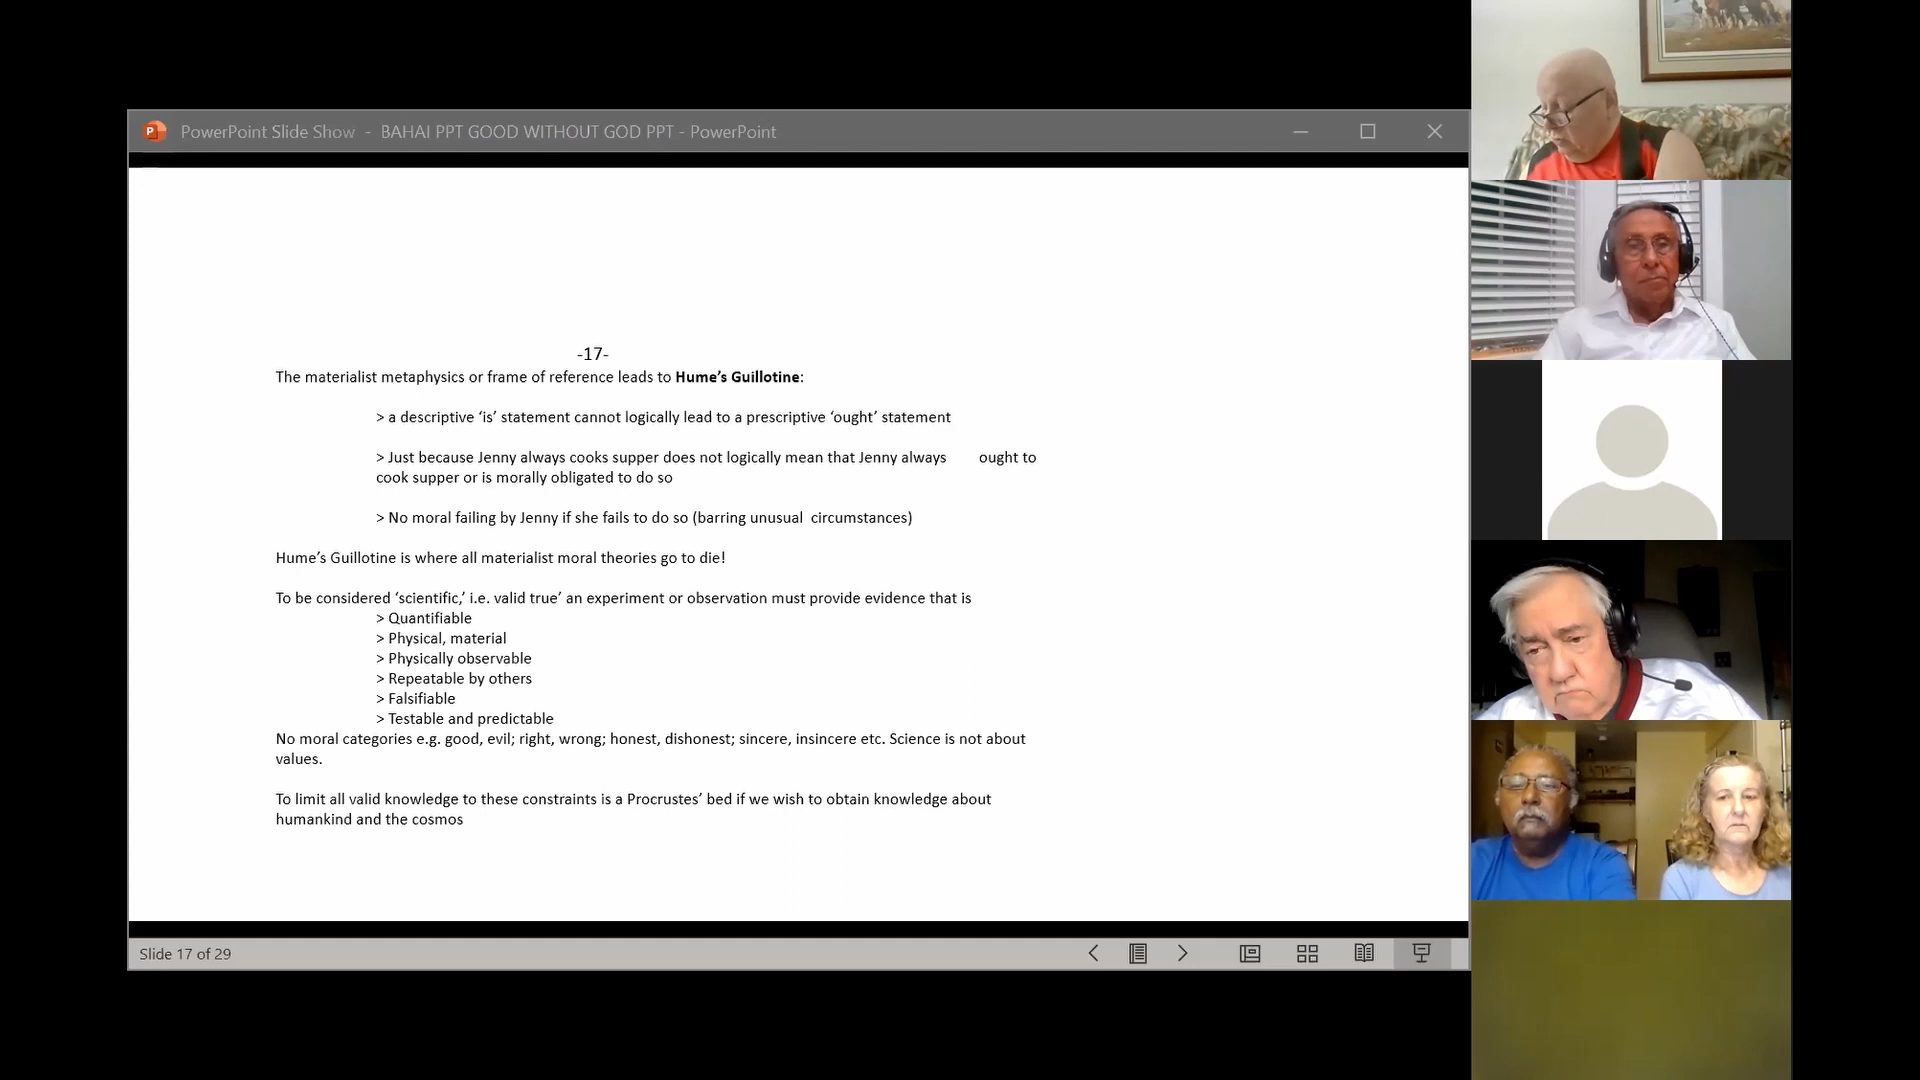 PowerPoint Slide Show - BAHAI PPT GOOD WITHOUT GOD PPT - PowerPoint
-17-
The materialist metaphysics or frame of reference leads to Hume’s Guillotine:
> a descriptive ‘is’ statement cannot logically lead to a prescriptive ‘ought’ statement
> Just because Jenny always cooks supper does not logically mean that Jenny always ought to
cook supper or is morally obligated to do so
> No moral failing by Jenny if she fails to do so (barring unusual circumstances)
Hume’s Guillotine is where all materialist moral theories go to die!
To be considered ‘scientific,’ i.e. valid true’ an experiment or observation must provide evidence that is
> Quantifiable
> Physical, material
> Physically observable
> Repeatable by others
> Falsifiable
> Testable and predictable
No moral categories e.g. good, evil; right, wrong; honest, dishonest; sincere, insincere etc. Science is not about
values.
To limit all valid knowledge to these constraints is a Procrustes’ bed if we wish to obtain knowledge about
humankind and the cosmos
Slide 17 of 29